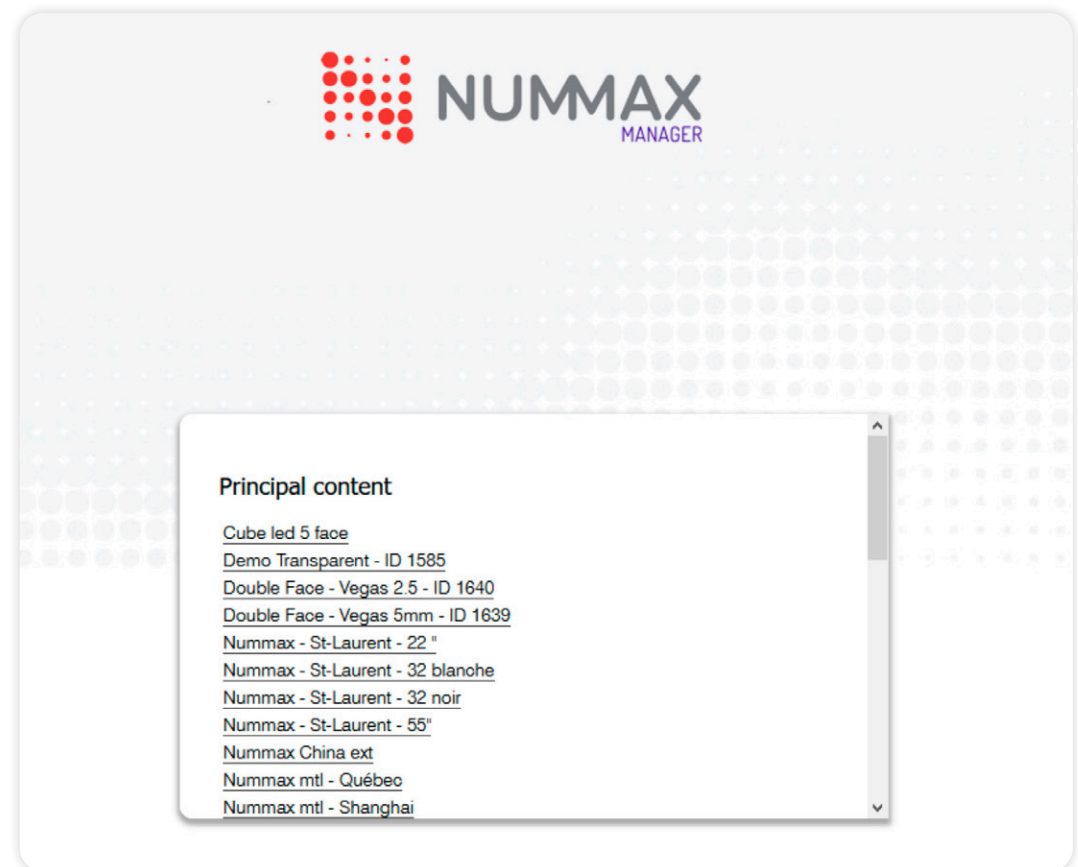 NUMMAX
MANAGER
Principal content
Cube led 5 face
Demo Transparent - ID 1585
Double Face - Vegas 2.5 - ID 1640
Double Face - Vegas 5mm - ID 1639
Nummax - St-Laurent - 22 "
Nummax - St-Laurent - 32 blanche
Nummax - St-Laurent - 32 noir
Nummax - St-Laurent - 55"
Nummax China ext
Nummax mtl - Québec
Nummax mtl - Shanghai